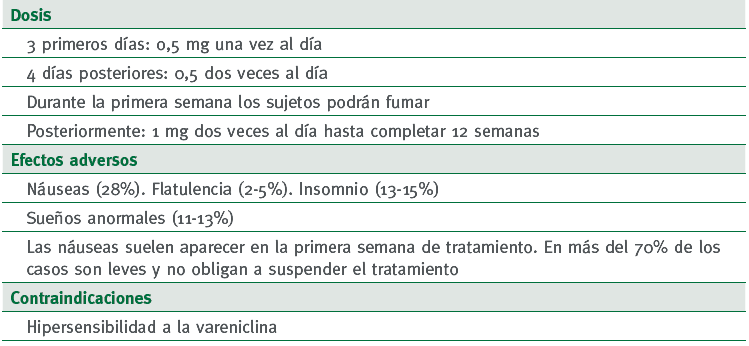 Dosis
3 primeros días: 0,5 mg una vez al día
4 días posteriores: 0,5 dos veces al día
Durante la primera semana los sujetos podrán fumar
Posteriormente: 1 mg dos veces al día hasta completar 12 semanas
Efectos adversos
Náuseas (28%). Flatulencia (2-5%). Insomnio (13-15%)
Sueños anormales (11-13%)
Las náuseas suelen aparecer en la primera semana de tratamiento. En más del 70% de los
casos son leves y no obligan a suspender el tratamiento
Contraindicaciones
Hipersensibilidad a la vareniclina